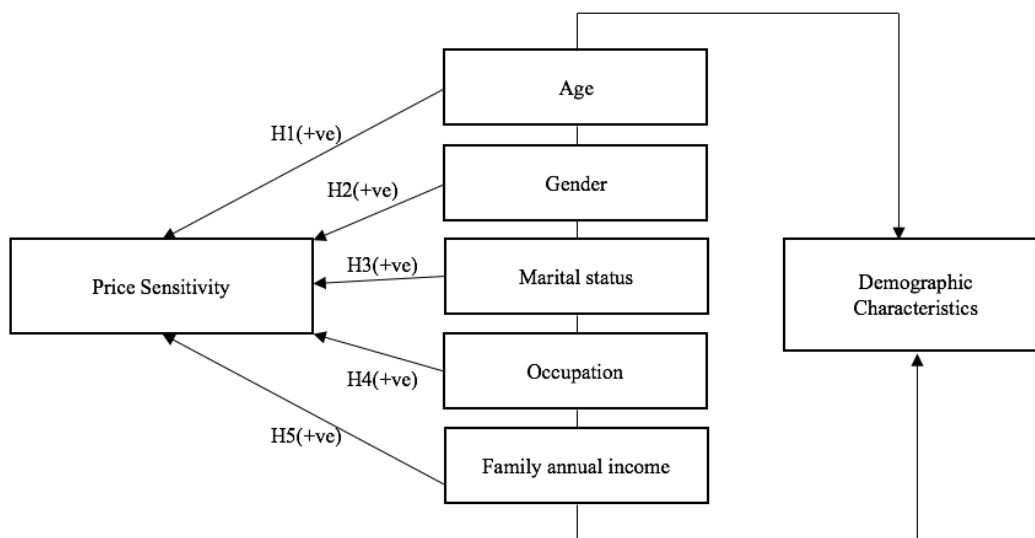 Age
H1(+ve)
Gender
H2(+ve)
Marital status
H3(+ve)
Price Sensitivity
Demographic
Characteristics
Occupation
H4(+ve)
Family annual income
H5(+ve)